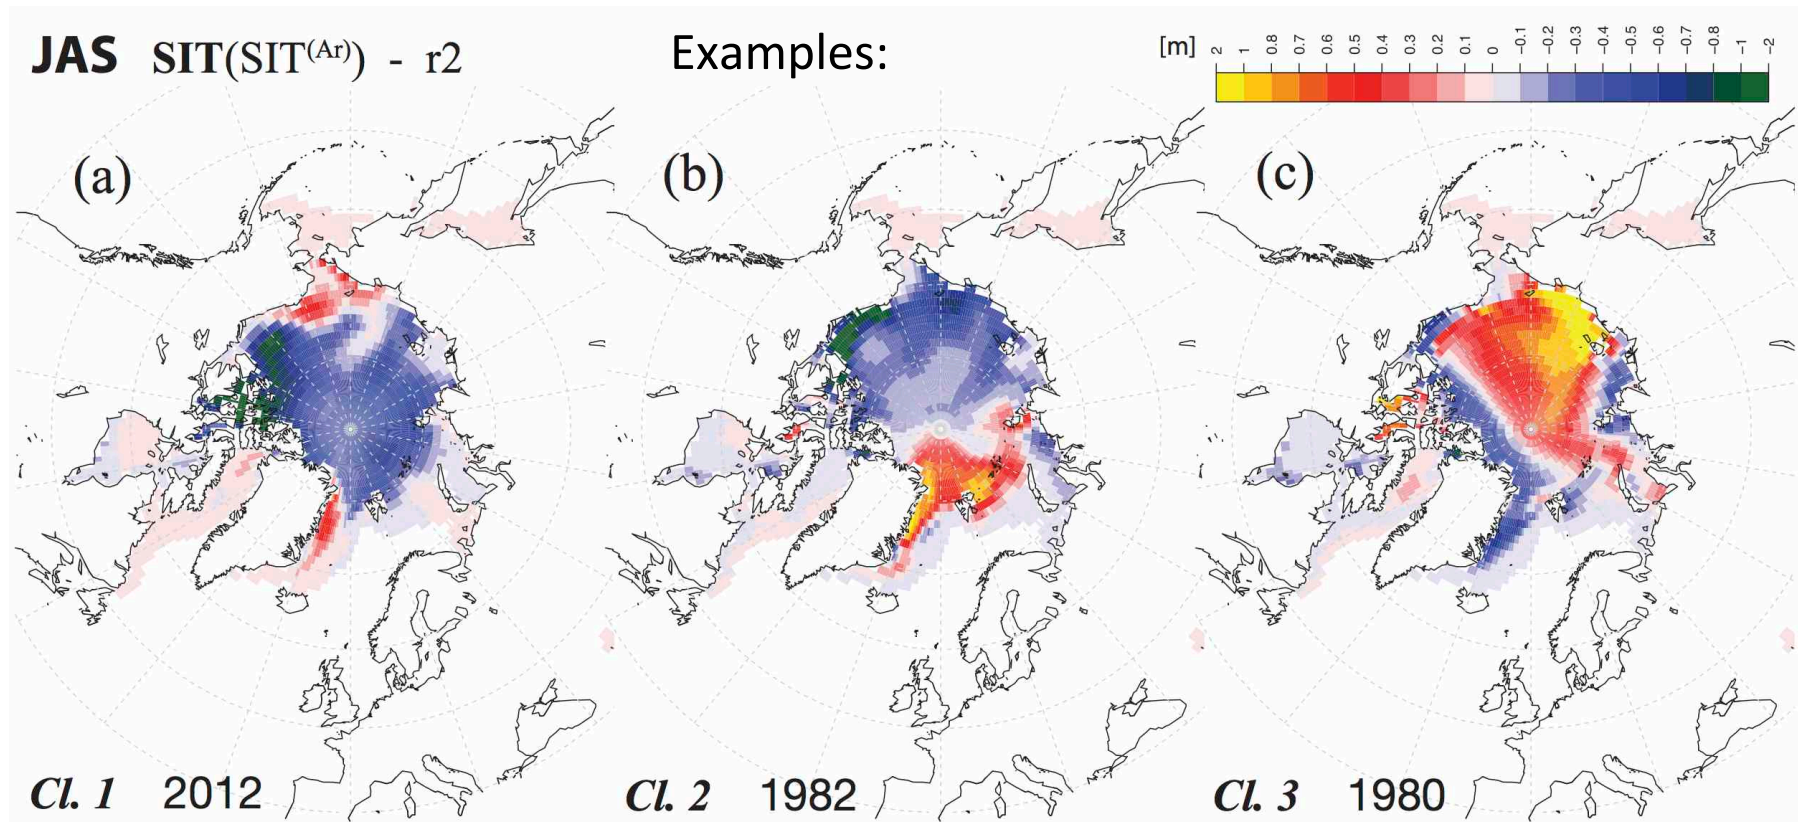 JAS SIT(SIT(Ar)) - r2
Examples:
[m] 2 1 0.8 0.7 0.6 0.5 0.4 0.3 0.2 0.1 0 -0.1 -0.2 -0.3 -0.4 -0.5 -0.6 -0.7 -0.8 -1 -2
(a) (b) (c)
Cl. 1 2012 Cl. 2 1982 Cl. 3 1980